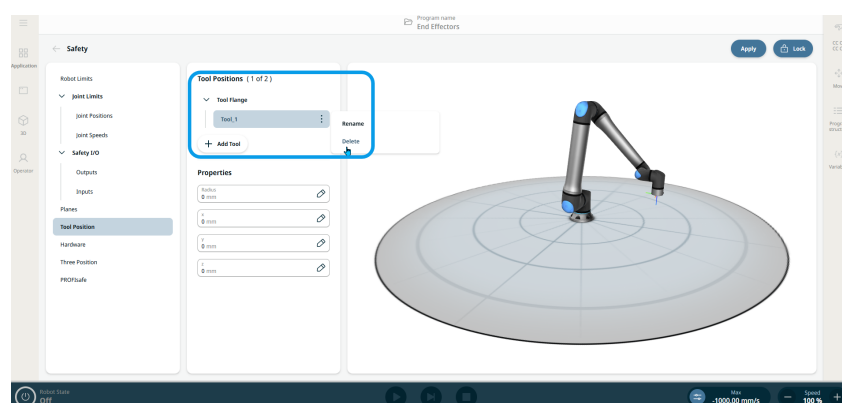 Program name
End Effectors
Safety
Apply
Lock
Application
3D
Operator
Robot Limits
Joint Limits
Joint Positions
Joint Speeds
Safety I/O
Outputs
Inputs
Planes
Tool Position
Hardware
Three Position
PROFIsafe
Tool Positions ( 1 of 2 )
Tool Flange
Tool_1
Rename
Delete
+ Add Tool
Properties
Radius
0 mm
X
0 mm
Y
0 mm
Z
0 mm
Robot State
Off
Max
-1000.00 mm/s
Speed
100 %